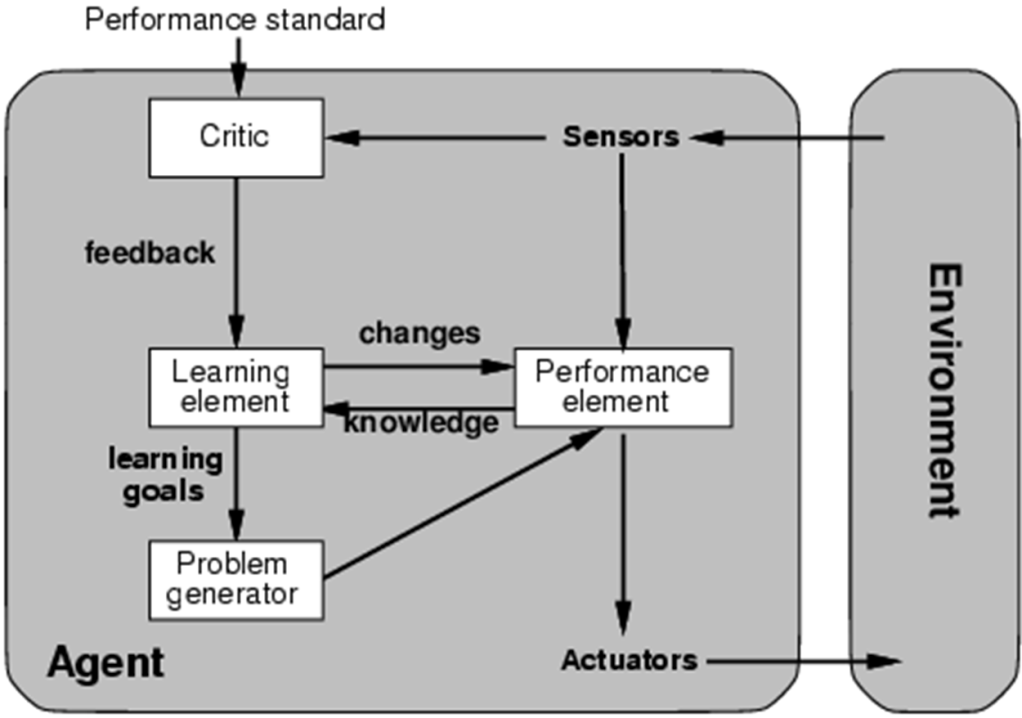 Performance standard
Critic
Sensors
feedback
changes
Learning
element
Performance
element
knowledge
learning
goals
Problem
generator
Agent
Actuators
Environment